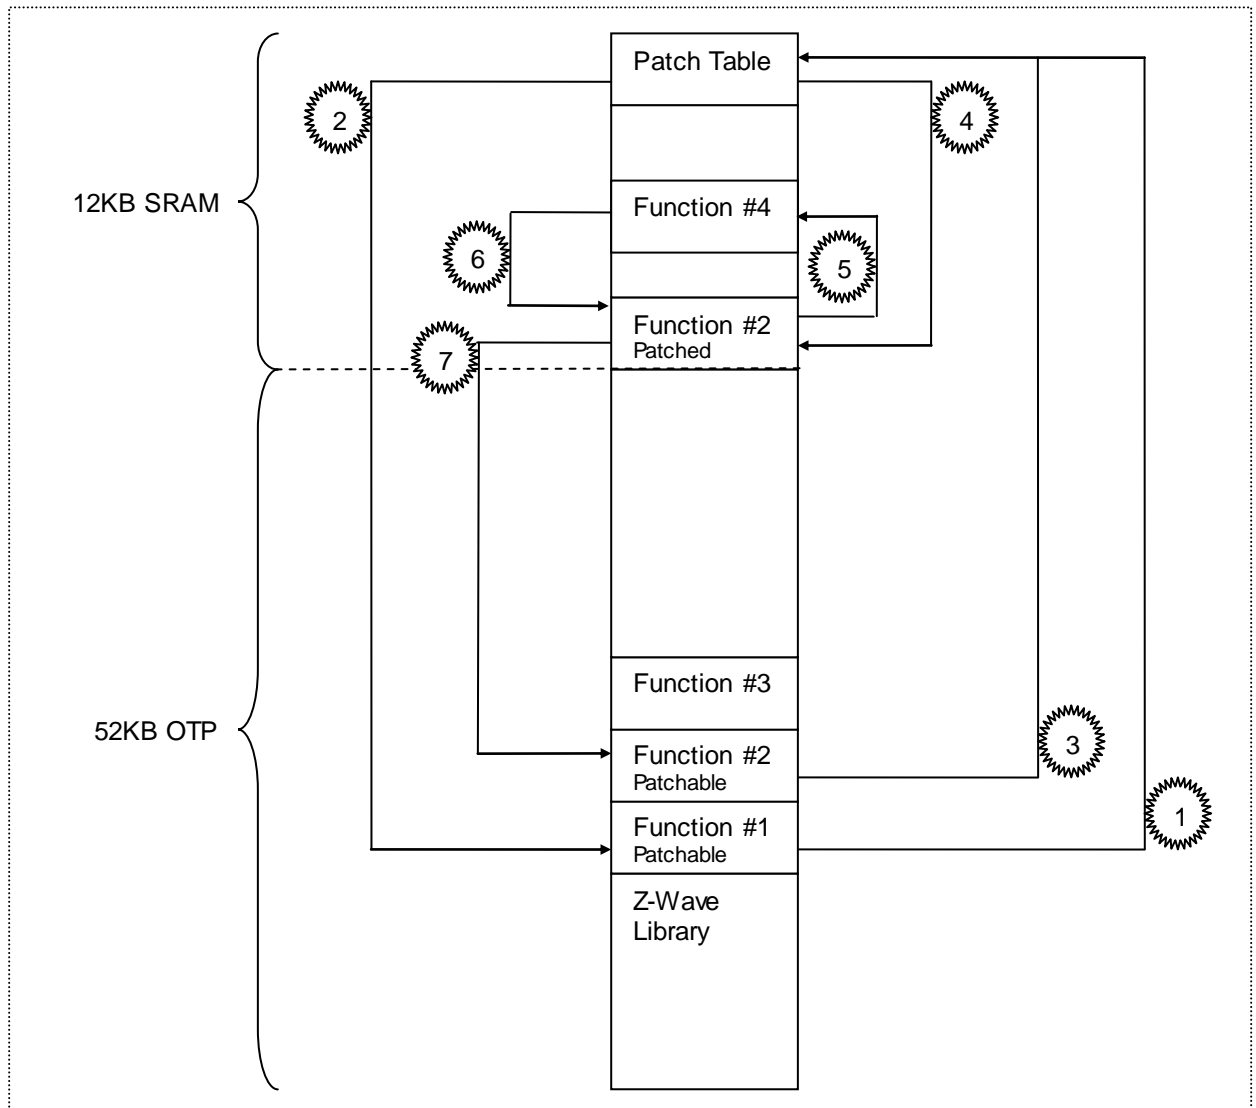 Patch Table
2
4
12KB SRAM
Function #4
6
5
Function #2
Patched
7
Function #3
52KB OTP
Function #2
Patchable
3
Function #1
Patchable
1
Z-Wave
Library